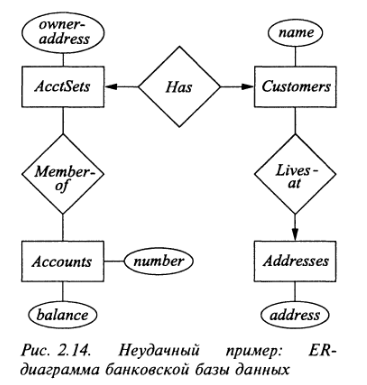 owner-
address
name
AcctSets
Has
Customers
Member-
of
Lives-
at
Accounts
number
Addresses
balance
address
Рис. 2.14. Неудачный пример: ER-
диаграмма банковской базы данных